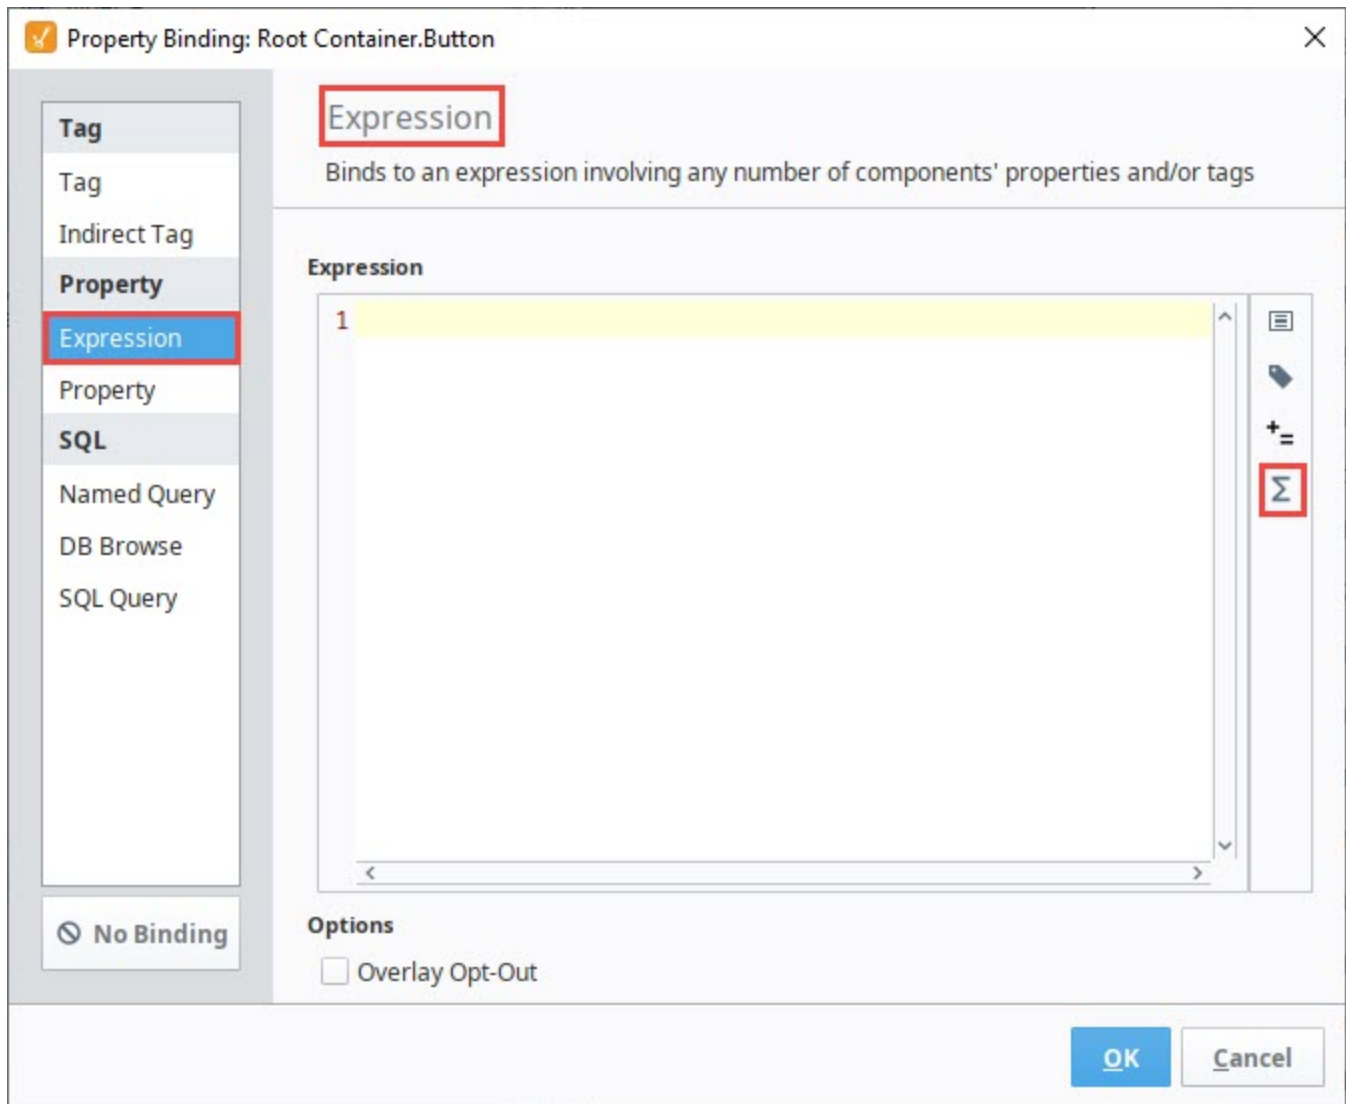 Property Binding: Root Container.Button
Tag
Tag
Indirect Tag
Property
Expression
Property
SQL
Named Query
DB Browse
SQL Query
No Binding
Expression
Binds to an expression involving any number of components' properties and/or tags
Expression
1
Σ
Options
Overlay Opt-Out
OK
Cancel